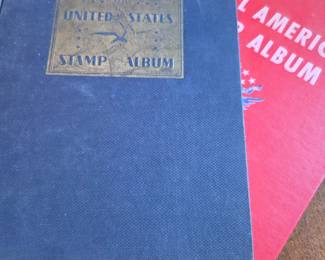 UNITED STATES
STAMP ALBUM
L AMERIC
P ALBUM